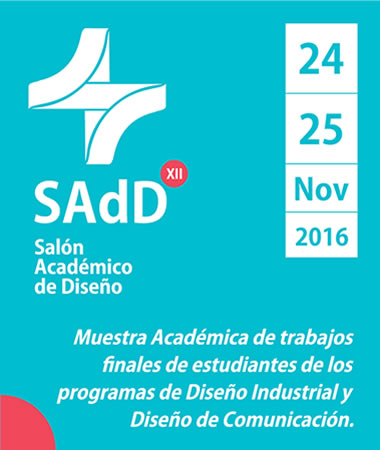 24
25
Nov
2016
XII
SAdD
Salón
Académico
de Diseño
Muestra Académica de trabajos
finales de estudiantes de los
programas de Diseño Industrial y
Diseño de Comunicación.